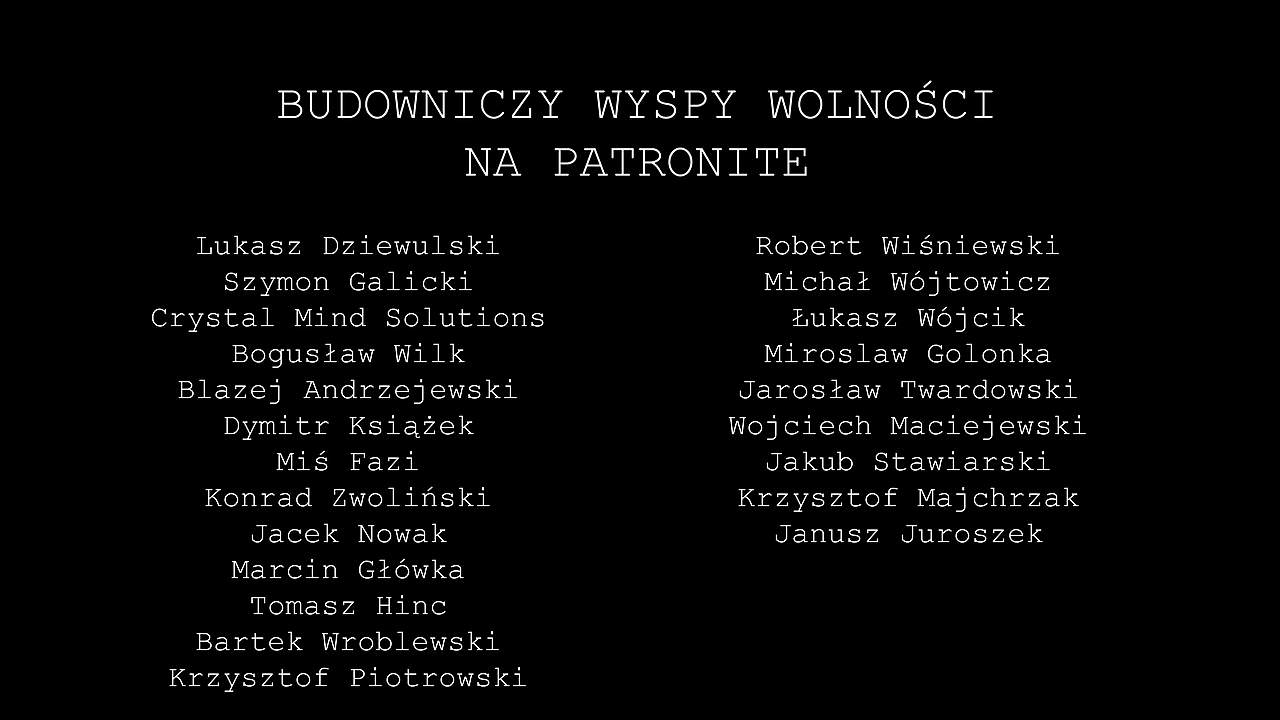 BUDOWNICZY WYSPY WOLNOŚCI
NA PATRONITE
Lukasz Dziewulski
Szymon Galicki
Crystal Mind Solutions
Bogusław Wilk
Blazej Andrzejewski
Dymitr Książek
Miś Fazi
Konrad Zwoliński
Jacek Nowak
Marcin Główka
Tomasz Hinc
Bartek Wroblewski
Krzysztof Piotrowski
Robert Wiśniewski
Michał Wójtowicz
Łukasz Wójcik
Miroslaw Golonka
Jarosław Twardowski
Wojciech Maciejewski
Jakub Stawiarski
Krzysztof Majchrzak
Janusz Juroszek